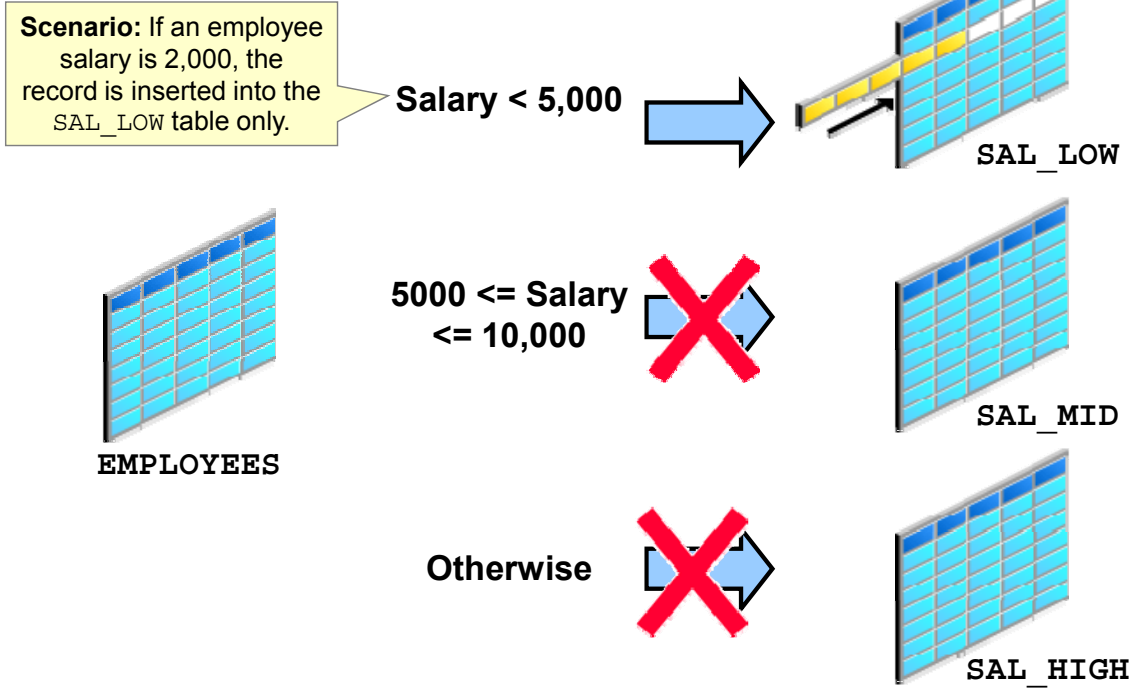 Scenario: If an employee
salary is 2,000, the
record is inserted into the
SAL_LOW table only.
Salary < 5,000
SAL_LOW
5000 <= Salary
<= 10,000
SAL_MID
EMPLOYEES
Otherwise
SAL_HIGH